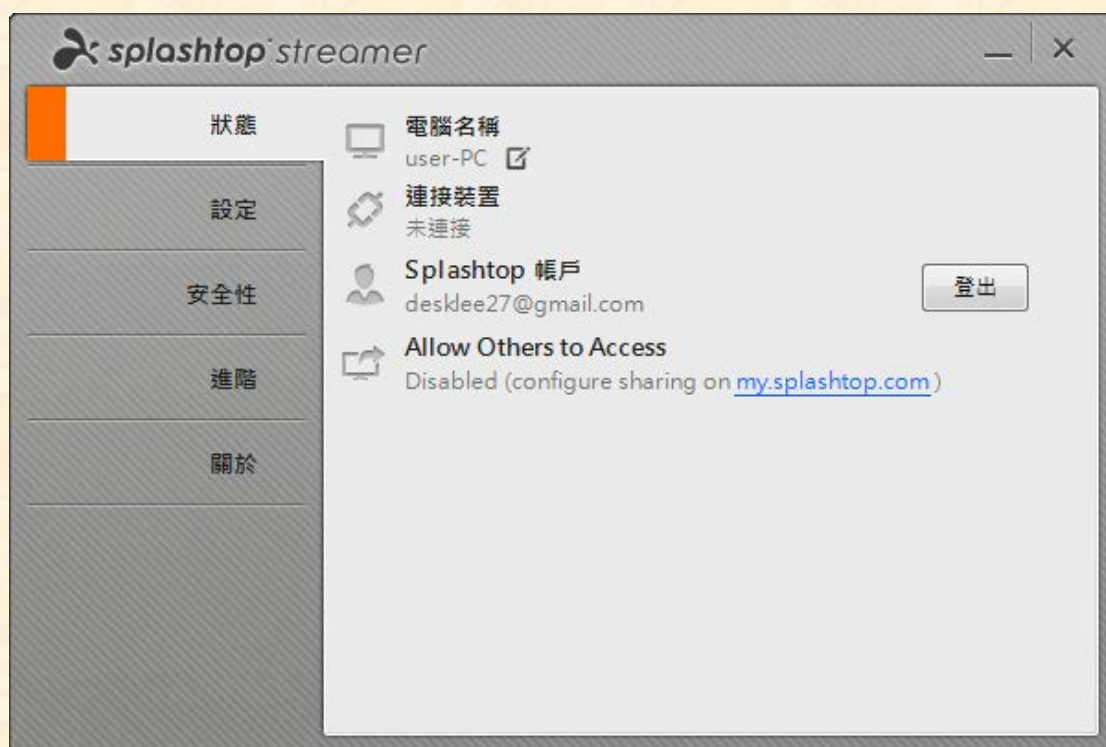 splashtop streamer
狀態
設定
安全性
進階
關於
電腦名稱
user-PC
連接裝置
未連接
Splashtop 帳戶
desklee27@gmail.com
登出
Allow Others to Access
Disabled (configure sharing on my.splashtop.com)